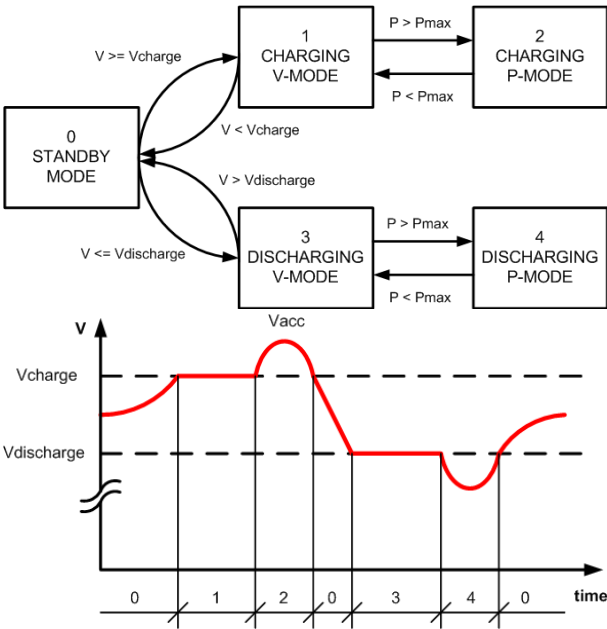 V >= Vcharge
1
CHARGING
V-MODE
P > Pmax
P < Pmax
2
CHARGING
P-MODE
0
STANDBY
MODE
V < Vcharge
V > Vdischarge
V <= Vdischarge
3
DISCHARGING
V-MODE
P > Pmax
P < Pmax
4
DISCHARGING
P-MODE
V
Vacc
Vcharge
Vdischarge
0 1 2 0 3 4 0 time